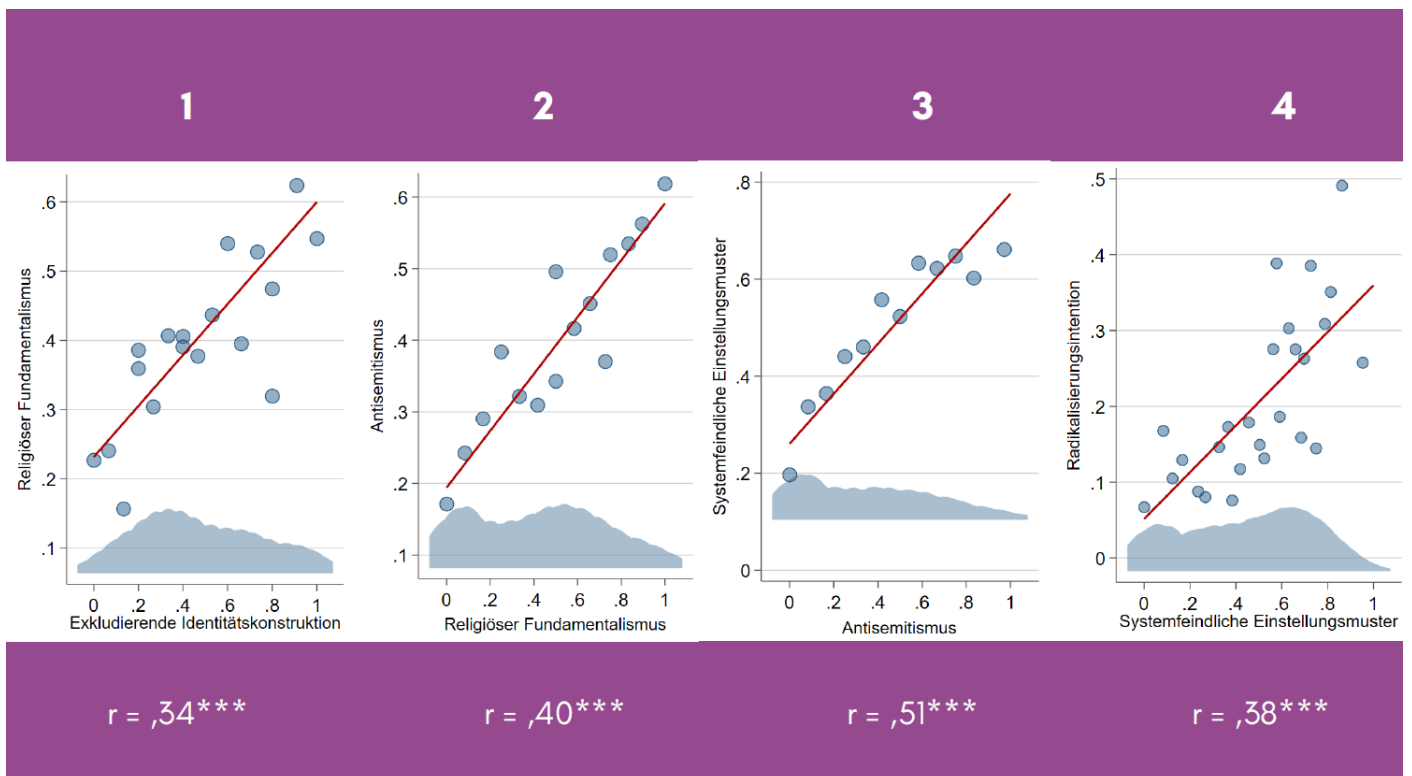 1
2
3
4
Religiöser Fundamentalismus
.6
.5
.4
.3
.2
.1
0 .2 .4 .6 .8 1
Exkludierende Identitätskonstruktion
Antisemitismus
.6
.5
.4
.3
.2
.1
0 .2 .4 .6 .8 1
Religiöser Fundamentalismus
Systemfeindliche Einstellungsmuster
.8
.6
.4
.2
0
0 .2 .4 .6 .8 1
Antisemitismus
Radikalisierungsintention
.5
.4
.3
.2
.1
0
0 .2 .4 .6 .8 1
Systemfeindliche Einstellungsmuster
r = ,34***
r = ,40***
r = ,51***
r = ,38***